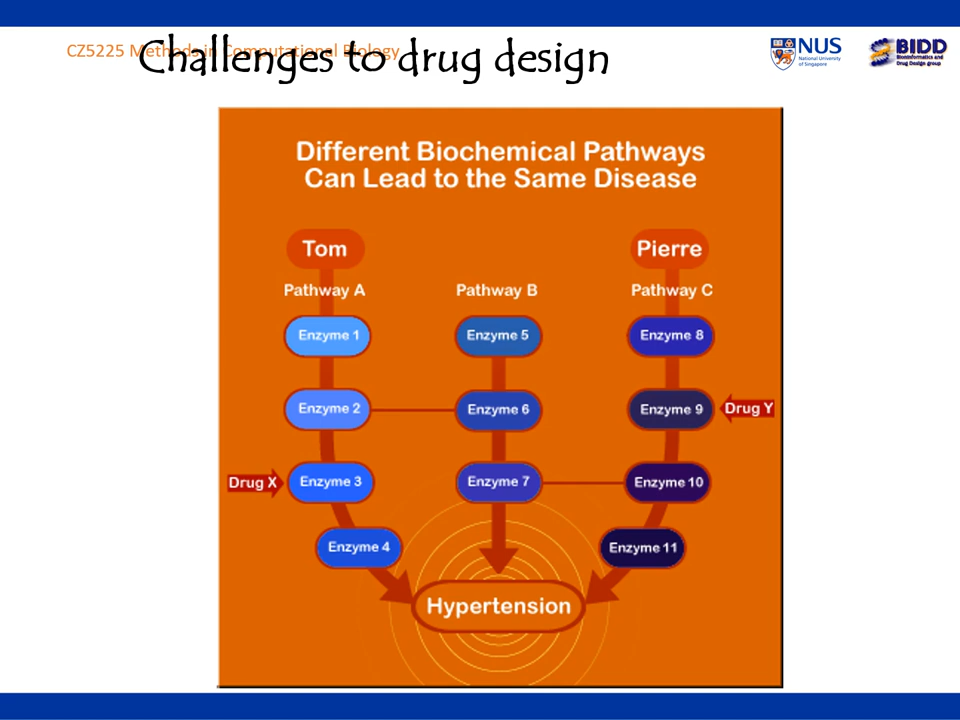 CZ5225 Methods in Computational Biology
Challenges to drug design
NUS
National University
of Singapore
BIDD
Bioinformatics and
Drug Design group
Different Biochemical Pathways
Can Lead to the Same Disease
Tom
Pierre
Pathway A
Pathway B
Pathway C
Enzyme 1
Enzyme 5
Enzyme 8
Enzyme 2
Enzyme 6
Enzyme 9
Drug Y
Drug X
Enzyme 3
Enzyme 7
Enzyme 10
Enzyme 4
Enzyme 11
Hypertension